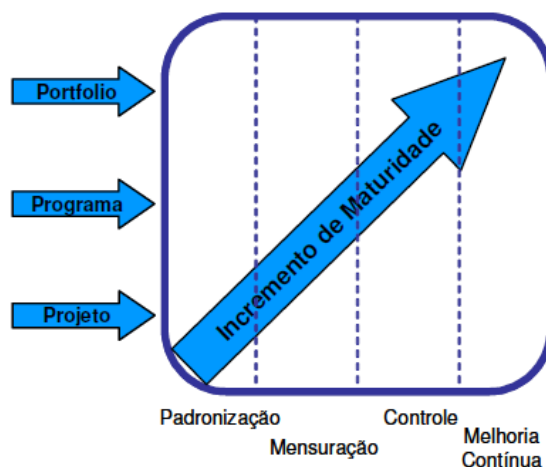 Portfolio
Programa
Projeto
Incremento de Maturidade
Padronização
Mensuração
Controle
Melhoria
Contínua